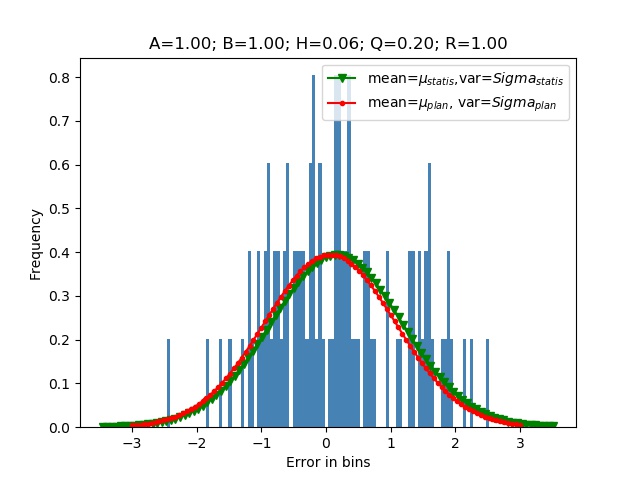 A=1.00; B=1.00; H=0.06; Q=0.20; R=1.00
mean=μstatis,var=Sigmastatis
mean=μplan, var=Sigmaplan
Frequency
0.8
0.7
0.6
0.5
0.4
0.3
0.2
0.1
0.0
−3 −2 −1 0 1 2 3
Error in bins